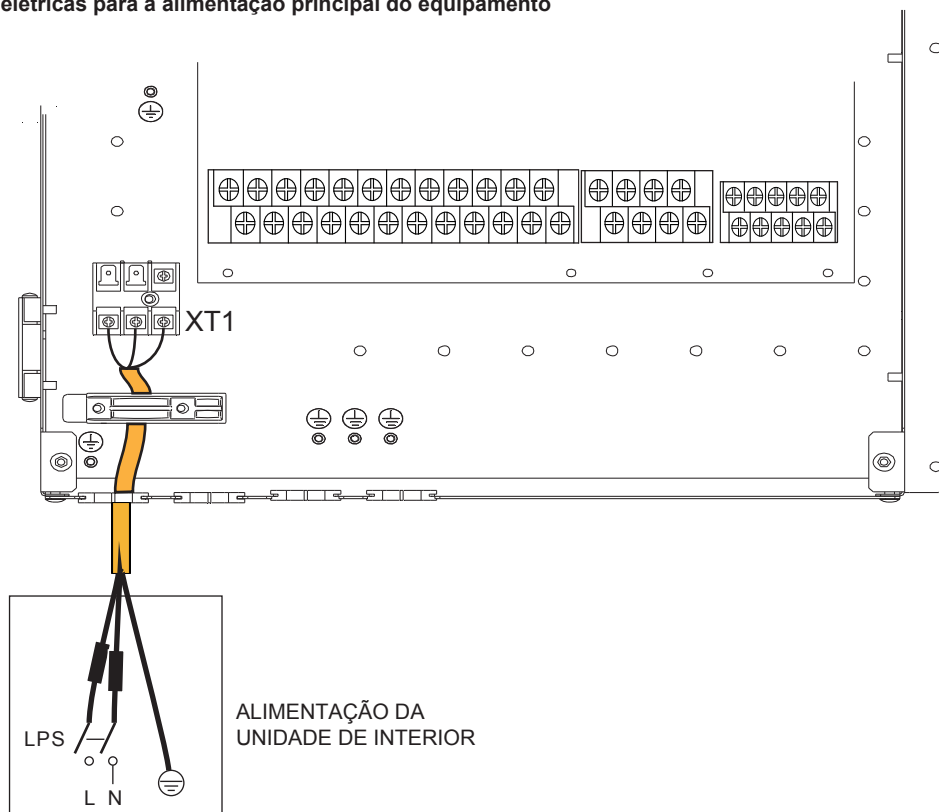 elétricas para a alimentação principal do equipamento
XT1
ALIMENTAÇÃO DA
UNIDADE DE INTERIOR
LPS
L N